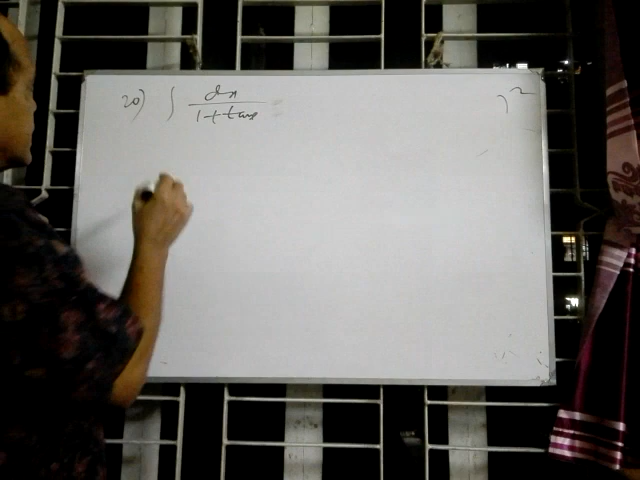 20) ∫ dx / 1+tanx